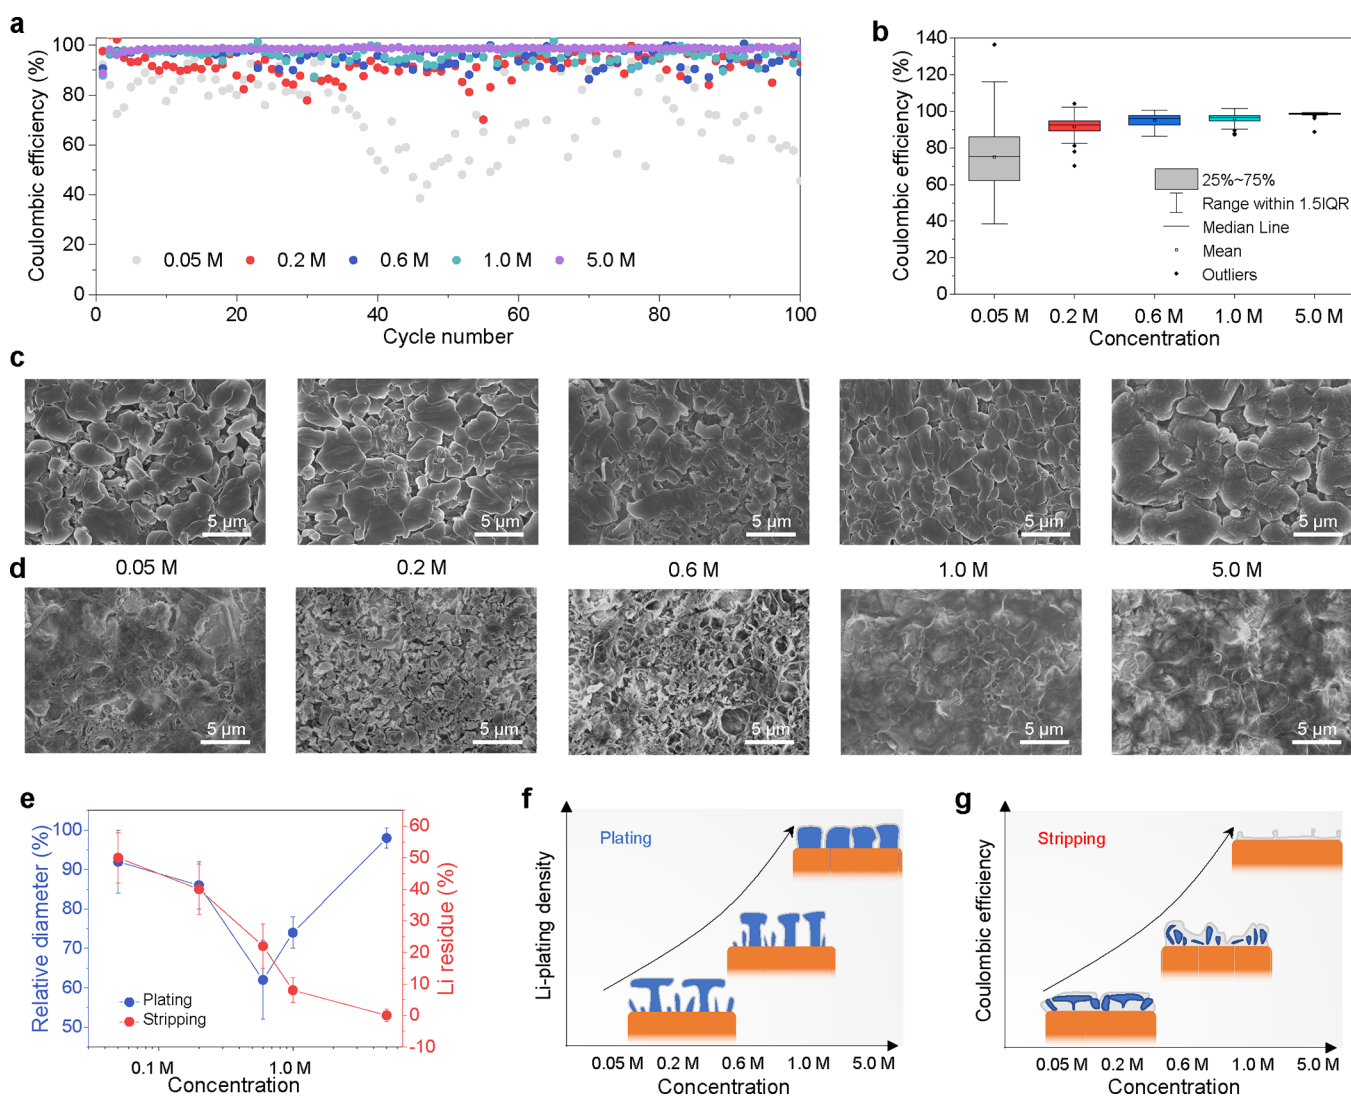 a
Coulombic efficiency (%)
100
80
60
40
20
0
0.05 M
0.2 M
0.6 M
1.0 M
5.0 M
0
20
40
60
80
100
Cycle number
b
Coulombic efficiency (%)
140
120
100
80
60
40
20
0
25%~75%
Range within 1.5IQR
Median Line
Mean
Outliers
0.05 M
0.2 M
0.6 M
1.0 M
5.0 M
Concentration
c
5 µm
5 µm
5 µm
5 µm
5 µm
d
0.05 M
0.2 M
0.6 M
1.0 M
5.0 M
5 µm
5 µm
5 µm
5 µm
5 µm
e
Relative diameter (%)
100
90
80
70
60
50
Plating
Stripping
60
50
40
30
20
10
0
-10
Li residue (%)
0.1 M
1.0 M
Concentration
f
Plating
Li-plating density
0.05 M
0.2 M
0.6 M
1.0 M
5.0 M
Concentration
g
Stripping
Coulombic efficiency
0.05 M
0.2 M
0.6 M
1.0 M
5.0 M
Concentration